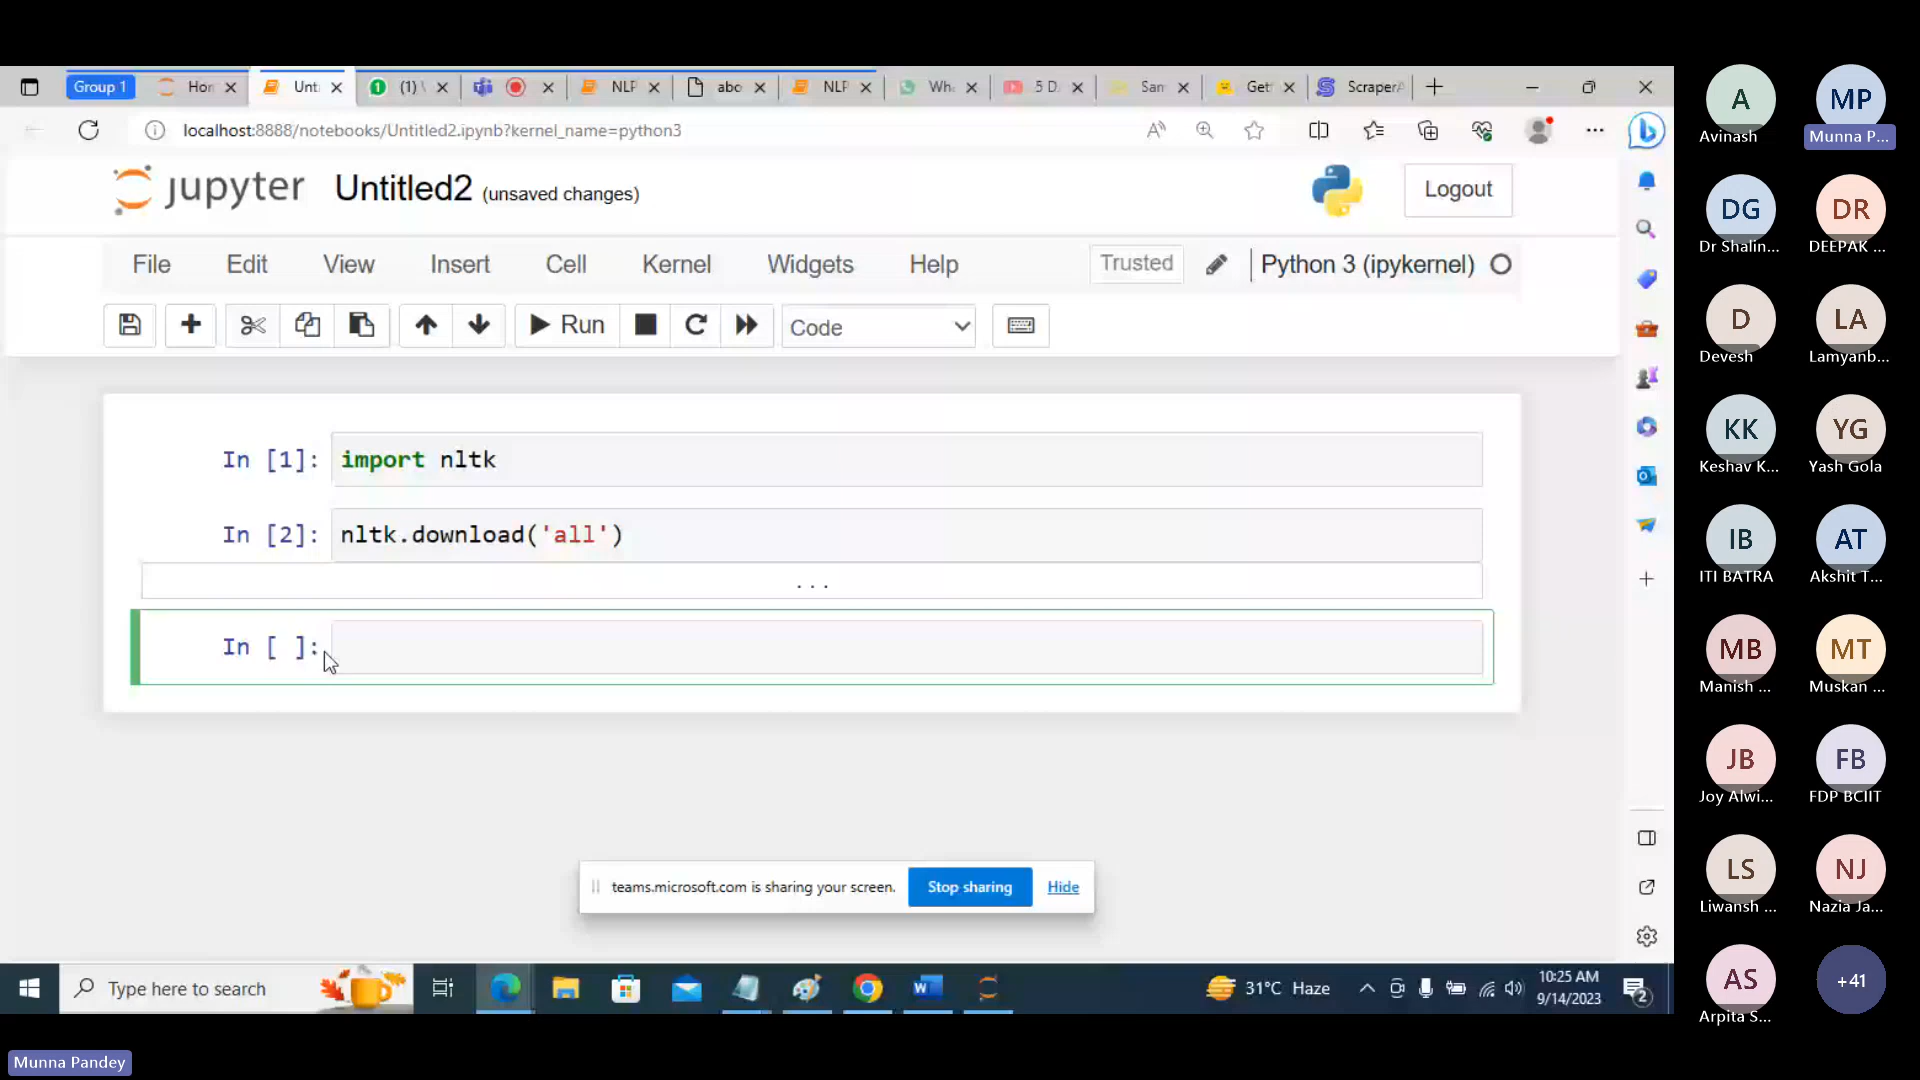 Group 1
Hor
Unti
(1)
NLP
abo
NLP
Wh
5 D
San
Get
Scraper
localhost:8888/notebooks/Untitled2.ipynb?kernel_name=python3
jupyter Untitled2 (unsaved changes)
Logout
File Edit View Insert Cell Kernel Widgets Help
Trusted
Python 3 (ipykernel)
Run
Code
In [1]: import nltk
In [2]: nltk.download('all')
...
In [ ]:
teams.microsoft.com is sharing your screen.
Stop sharing
Hide
Type here to search
31°C Haze
10:25 AM
9/14/2023
2
Munna Pandey
A
Avinash
MP
Munna P...
DG
Dr Shalin...
DR
DEEPAK ...
D
Devesh
LA
Lamyanb...
KK
Keshav K...
YG
Yash Gola
IB
ITI BATRA
AT
Akshit T...
MB
Manish ...
MT
Muskan ...
JB
Joy Alwi...
FB
FDP BCIIT
LS
Liwansh ...
NJ
Nazia Ja...
AS
Arpita S...
+41